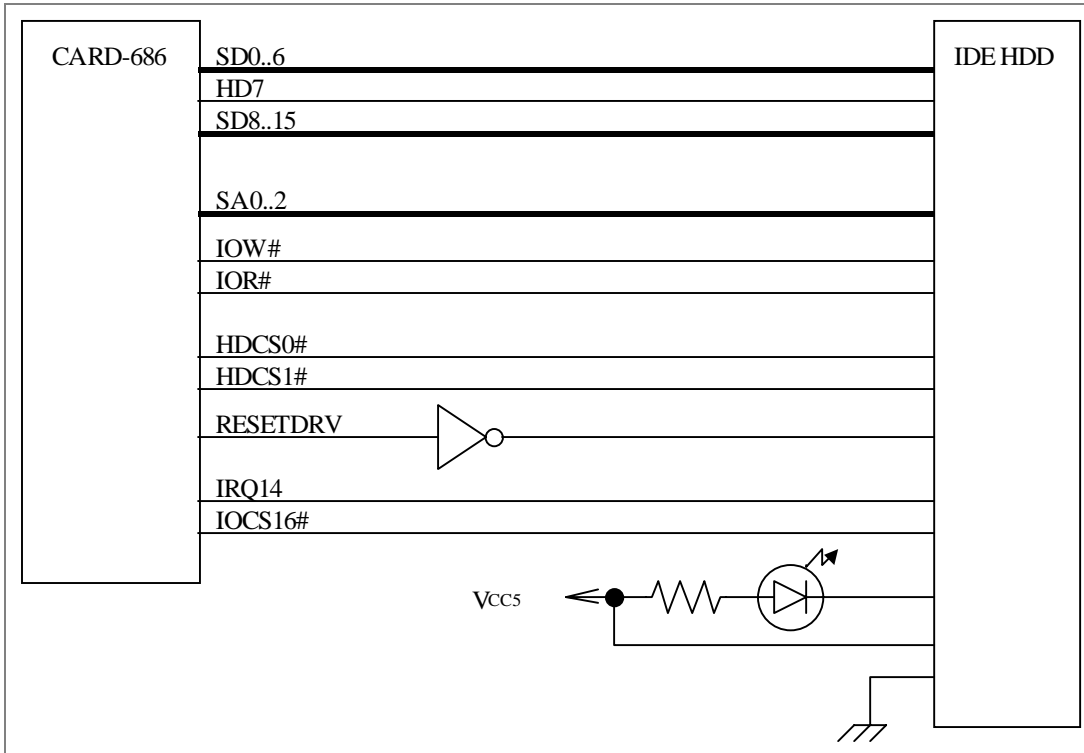 CARD-686
IDE HDD
SD0..6
HD7
SD8..15
SA0..2
IOW#
IOR#
HDCS0#
HDCS1#
RESETDRV
IRQ14
IOCS16#
VCC5